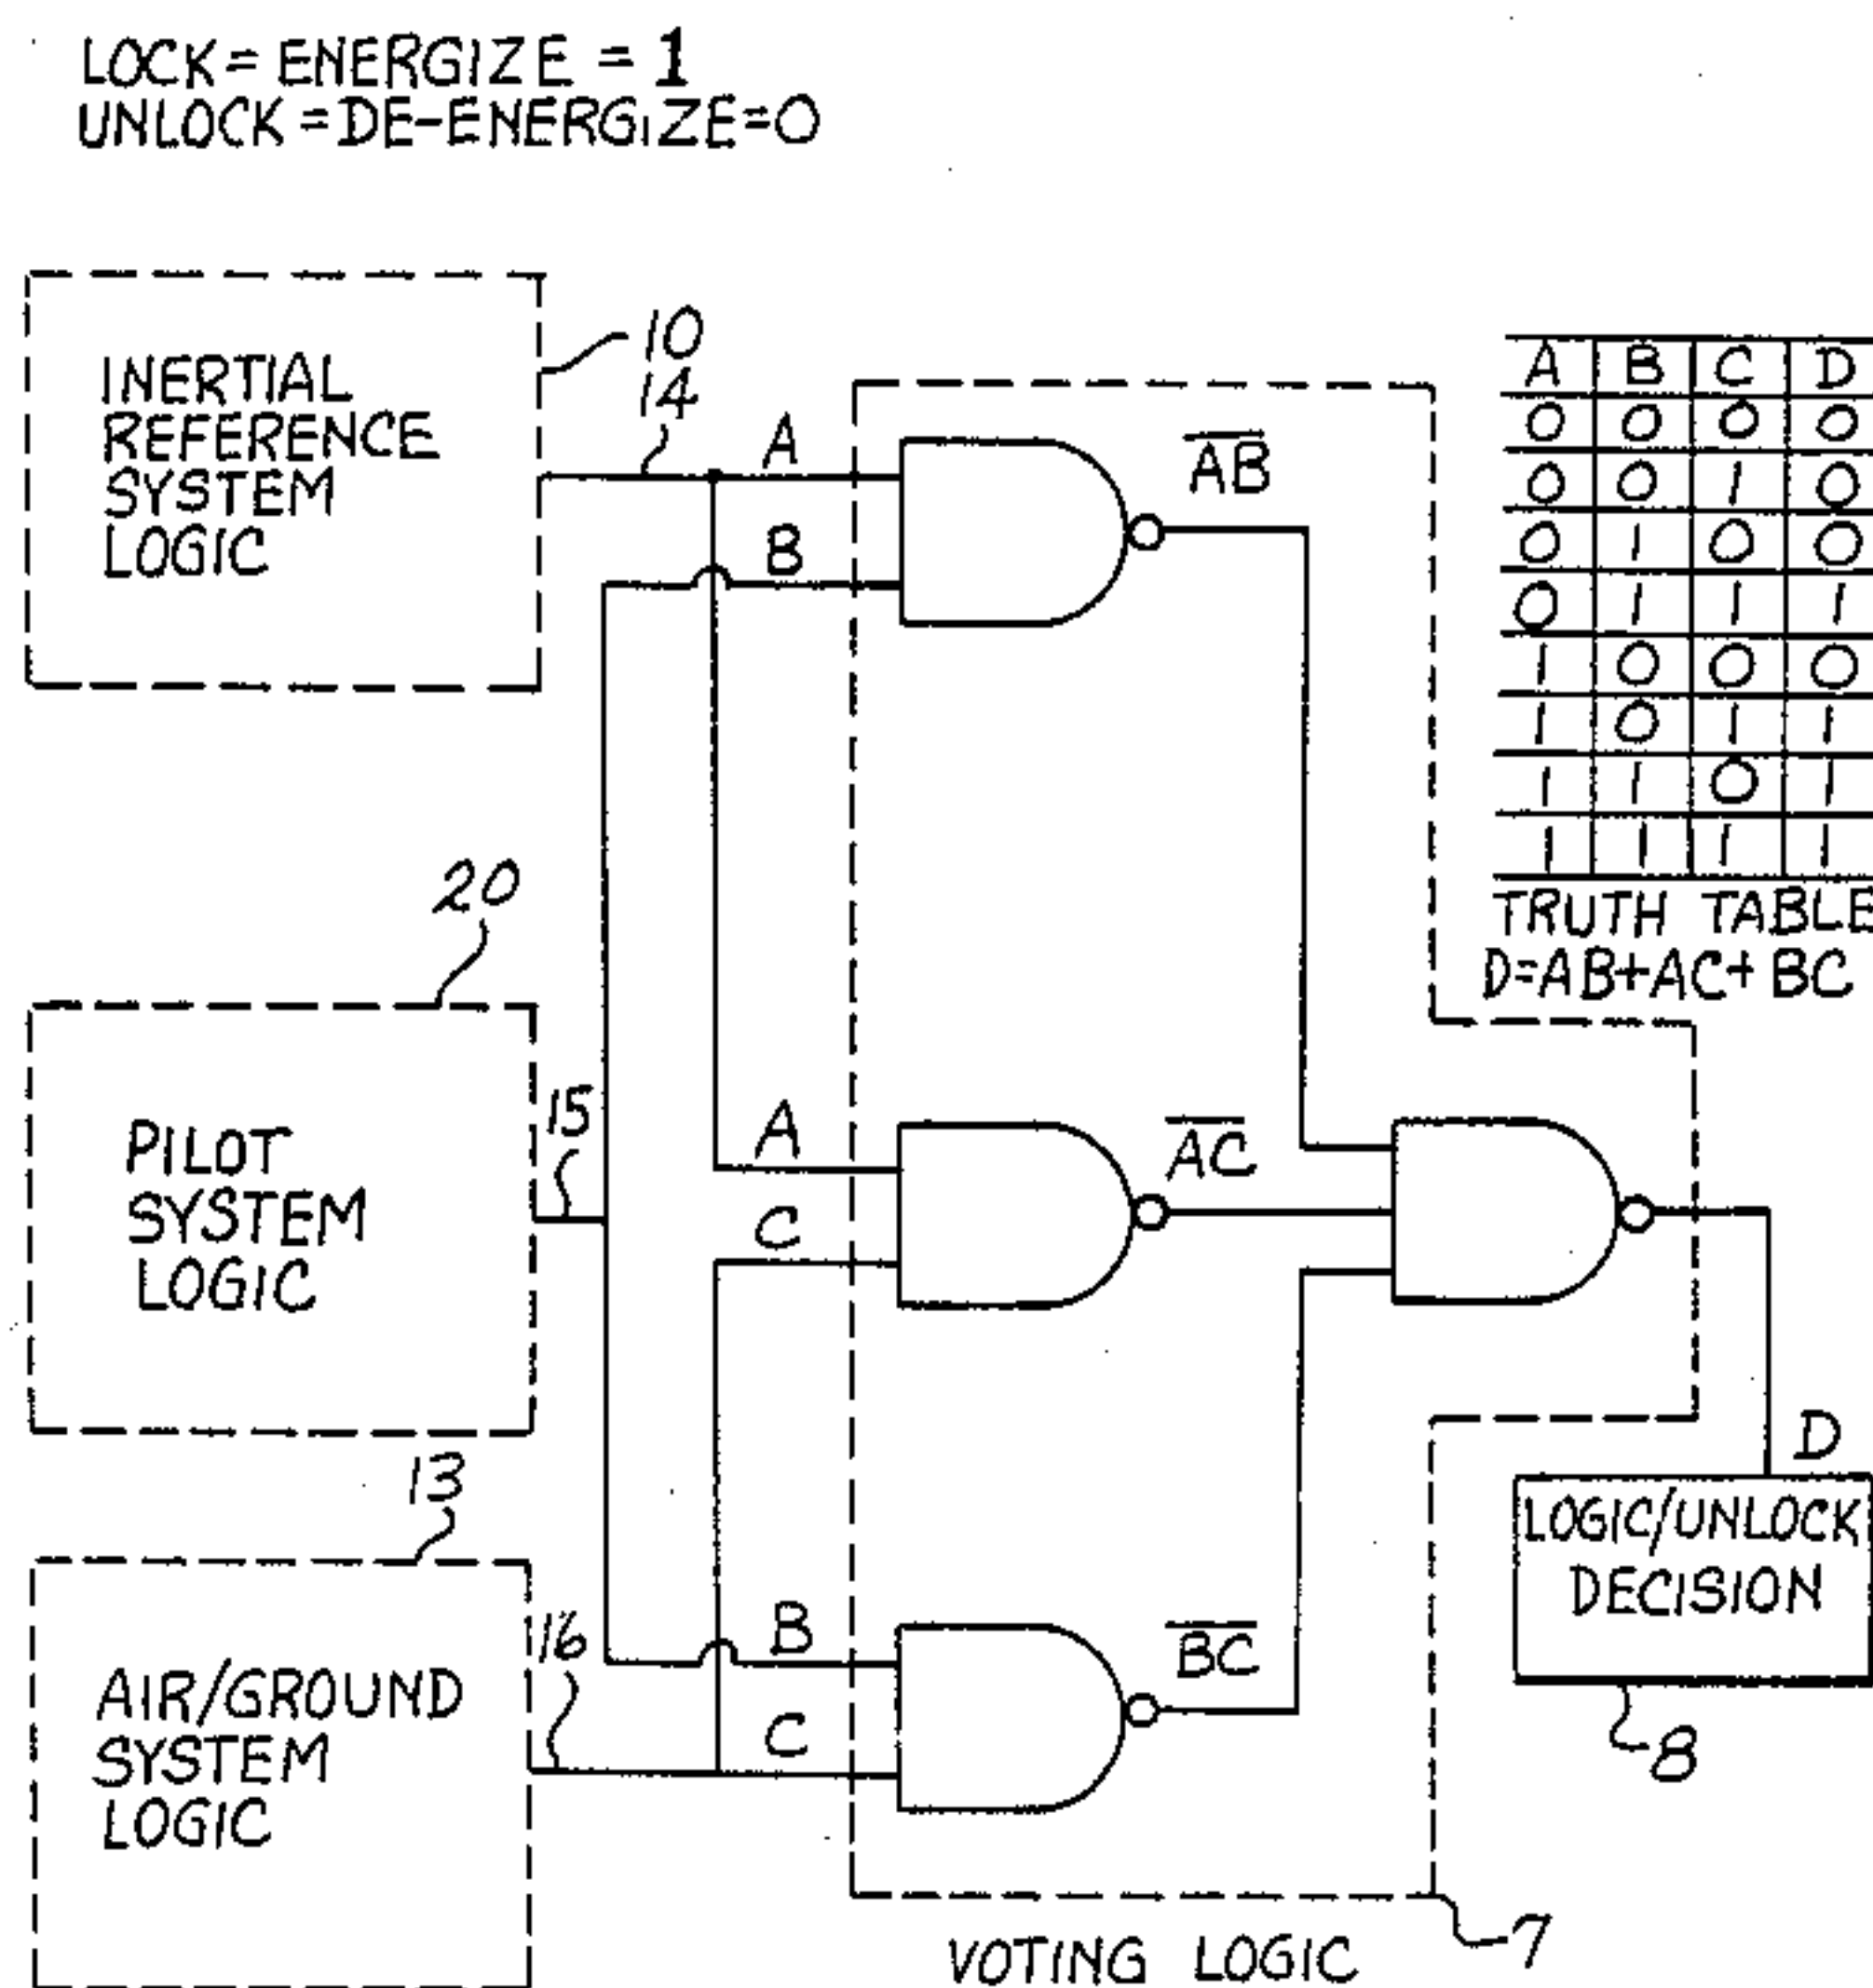 LOCK = ENERGIZE = 1
UNLOCK = DE-ENERGIZE=0
INERTIAL
REFERENCE
SYSTEM
LOGIC
10
14
A
B
A̅B̅
A B C D
0 0 0 0
0 0 1 0
0 1 0 0
0 1 1 1
1 0 0 0
1 0 1 1
1 1 0 1
1 1 1 1
TRUTH TABLE
D=AB+AC+BC
20
PILOT
SYSTEM
LOGIC
15
A
C
A̅C̅
13
AIR/GROUND
SYSTEM
LOGIC
16
B
C
B̅C̅
D
LOGIC/UNLOCK
DECISION
8
VOTING LOGIC
7